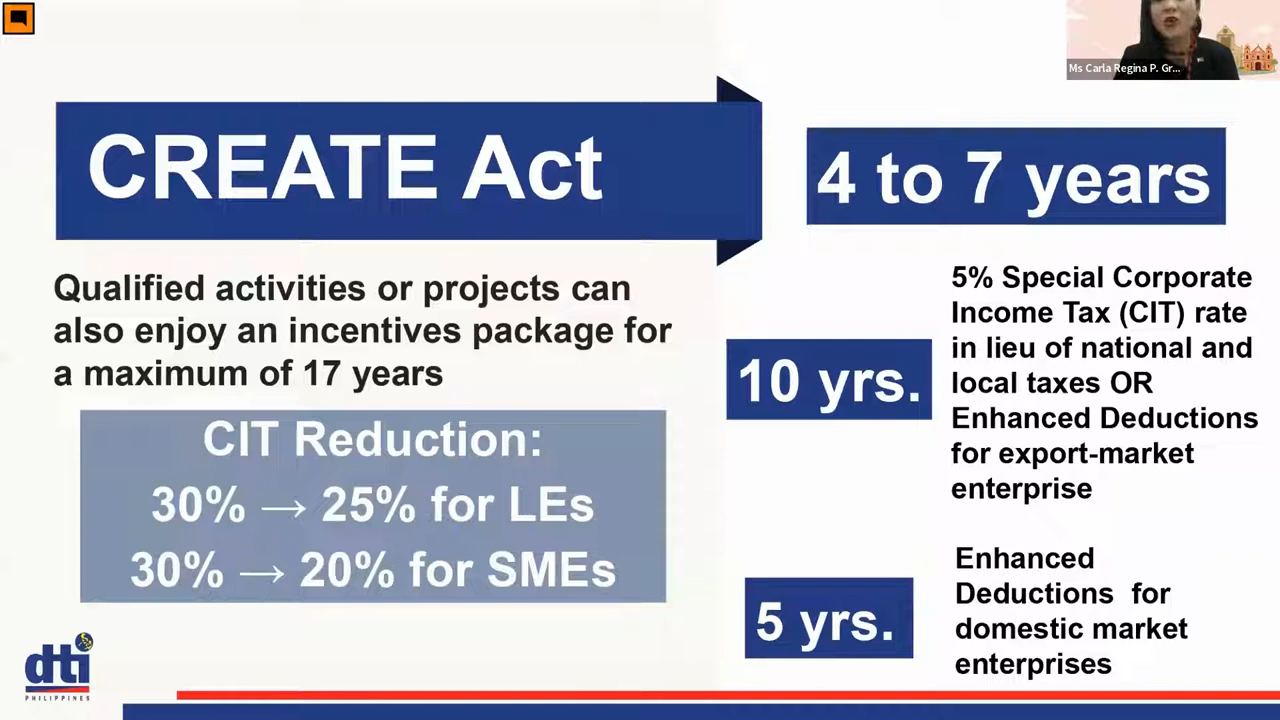 Ms Carla Regina P. Gr...
CREATE Act
4 to 7 years
Qualified activities or projects can
also enjoy an incentives package for
a maximum of 17 years
CIT Reduction:
30% → 25% for LEs
30% → 20% for SMEs
10 yrs.
5% Special Corporate
Income Tax (CIT) rate
in lieu of national and
local taxes OR
Enhanced Deductions
for export-market
enterprise
5 yrs.
Enhanced
Deductions for
domestic market
enterprises
dti
PHILIPPINES